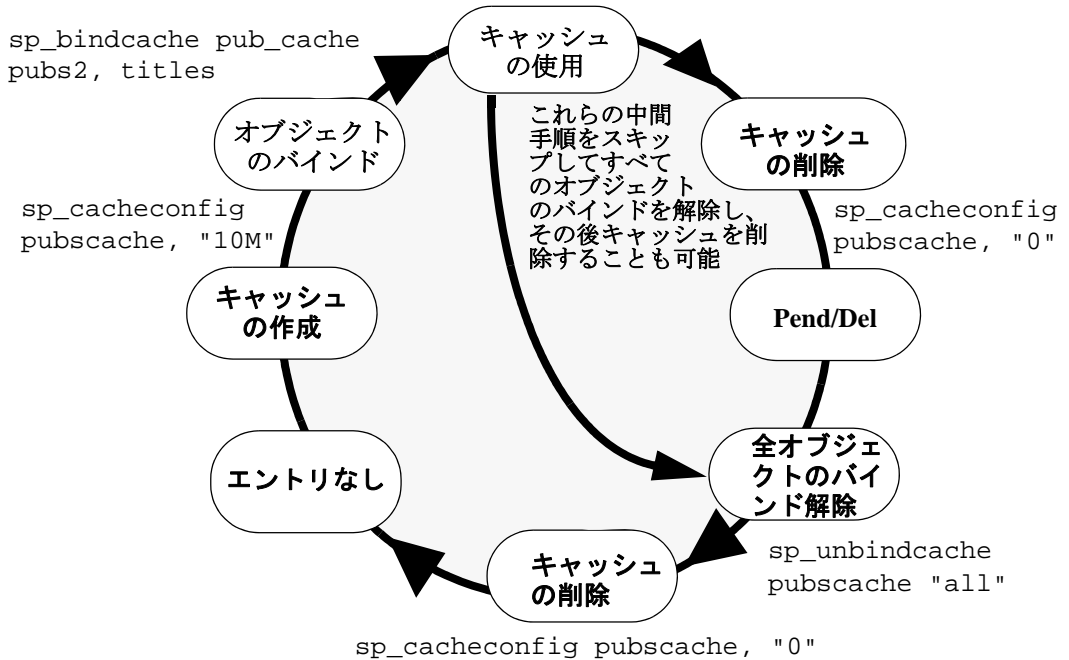 sp_bindcache pub_cache
pubs2, titles
キャッシュ
の使用
これらの中間
手順をスキッ
プしてすべて
のオブジェクト
のバインドを解除し、
その後キャッシュを削
除することも可能
オブジェクト
のバインド
キャッシュ
の削除
sp_cacheconfig
pubscache, "10M"
sp_cacheconfig
pubscache, "0"
キャッシュ
の作成
Pend/Del
エントリなし
全オブジェ
クトのバイ
ンド解除
キャッシュ
の削除
sp_unbindcache
pubscache "all"
sp_cacheconfig pubscache, "0"